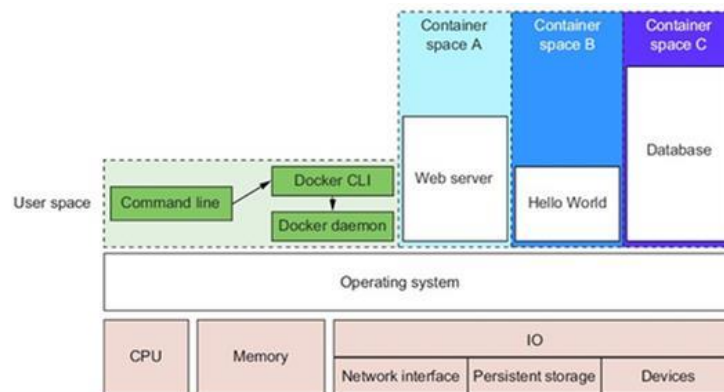 Container
space A
Container
space B
Container
space C
Database
Web server
Docker CLI
Hello World
User space
Command line
Docker daemon
Operating system
CPU
Memory
IO
Network interface
Persistent storage
Devices